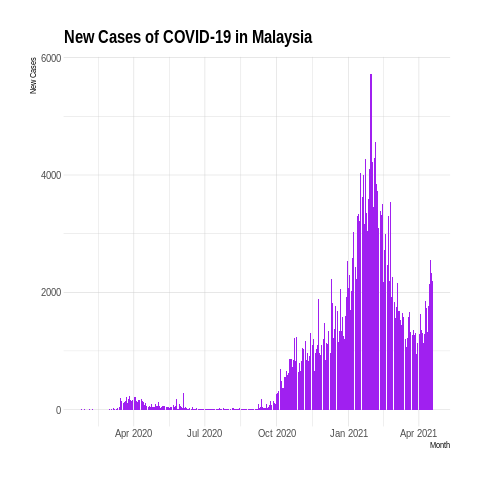 New Cases of COVID-19 in Malaysia
New Cases
6000
4000
2000
0
Apr 2020 Jul 2020 Oct 2020 Jan 2021 Apr 2021
Month